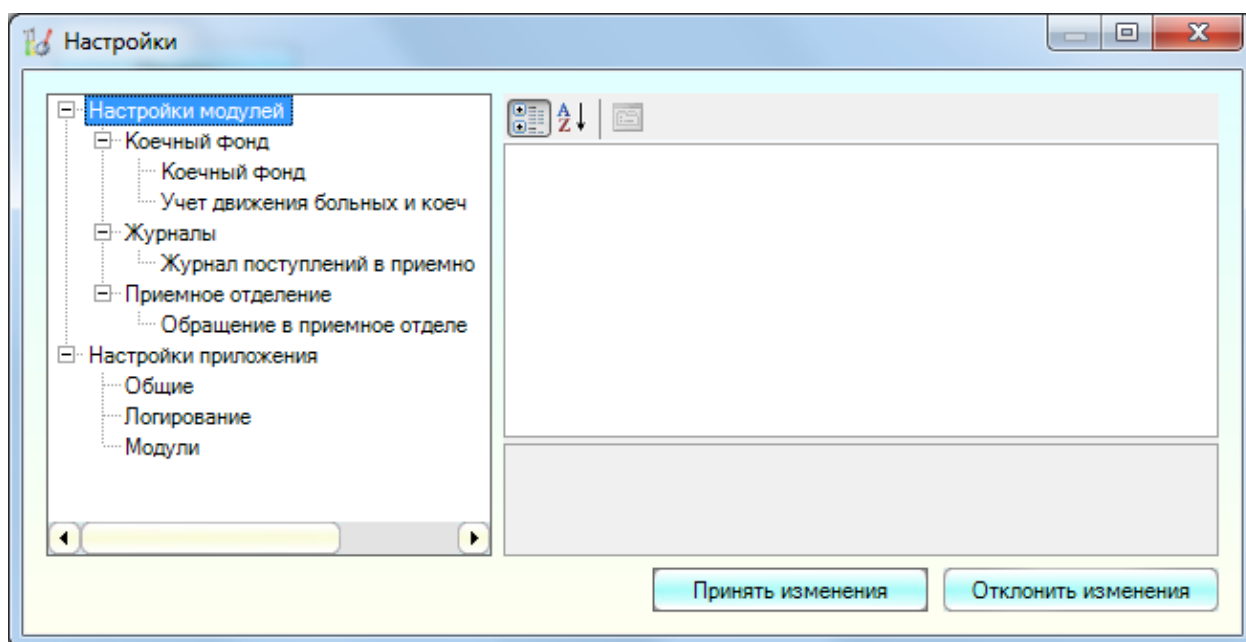 Настройки
Настройки модулей
Коечный фонд
Коечный фонд
Учет движения больных и коеч
Журналы
Журнал поступлений в приемно
Приемное отделение
Обращение в приемное отделе
Настройки приложения
Общие
Логирование
Модули
A
Z
Принять изменения
Отклонить изменения